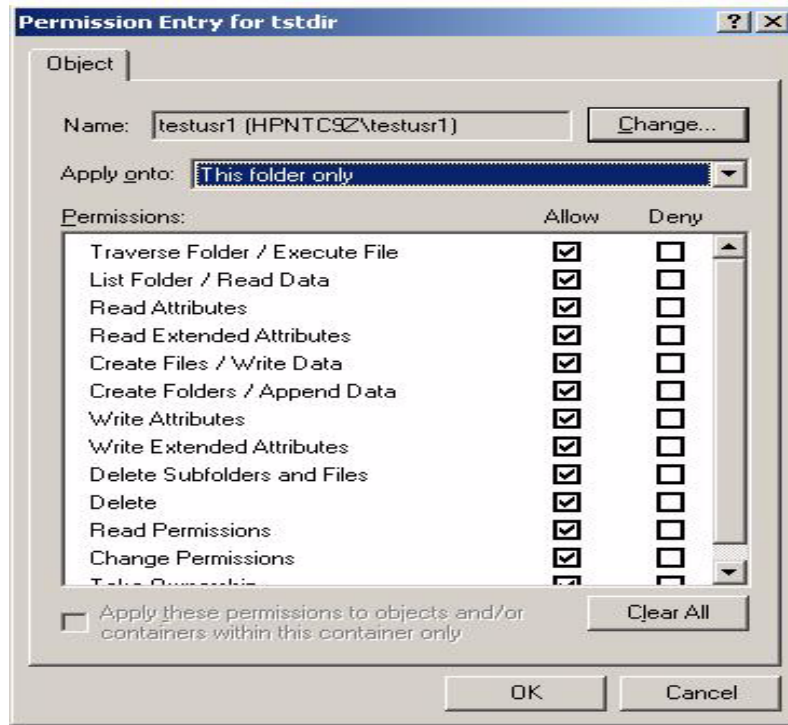 Permission Entry for tstdir
Object
Name: testusr1 (HPNTC9Z\testusr1) Change...
Apply onto: This folder only
Permissions: Allow Deny
Traverse Folder / Execute File
List Folder / Read Data
Read Attributes
Read Extended Attributes
Create Files / Write Data
Create Folders / Append Data
Write Attributes
Write Extended Attributes
Delete Subfolders and Files
Delete
Read Permissions
Change Permissions
Take Ownership
Apply these permissions to objects and/or
containers within this container only
Clear All
OK Cancel